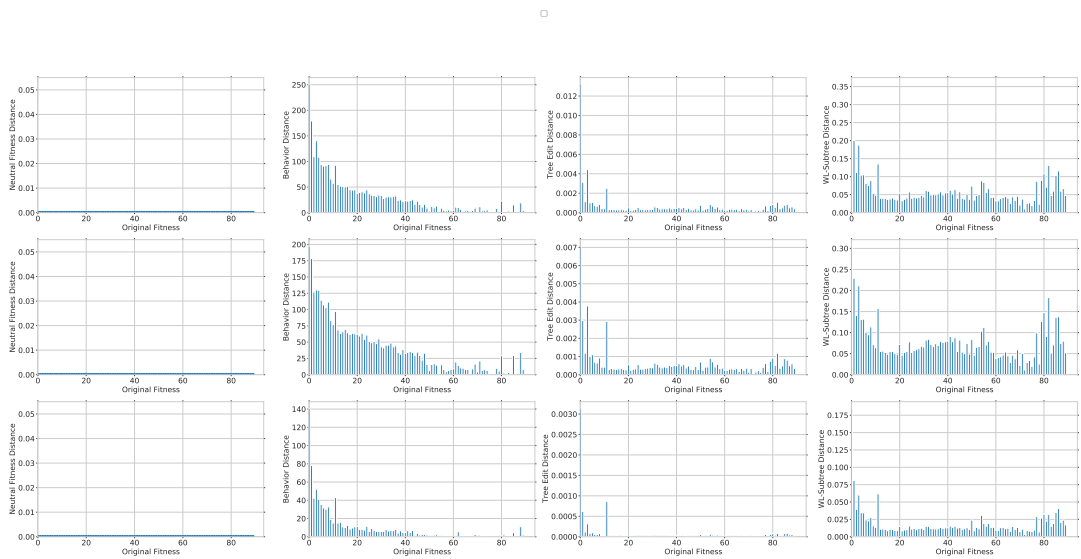 Neutral Fitness Distance
0.05
0.04
0.03
0.02
0.01
0.00
0 20 40 60 80
Original Fitness
Behavior Distance
250
200
150
100
50
0
0 20 40 60 80
Original Fitness
Tree Edit Distance
0.012
0.010
0.008
0.006
0.004
0.002
0.000
0 20 40 60 80
Original Fitness
WL-Subtree Distance
0.35
0.30
0.25
0.20
0.15
0.10
0.05
0.00
0 20 40 60 80
Original Fitness
Neutral Fitness Distance
0.05
0.04
0.03
0.02
0.01
0.00
0 20 40 60 80
Original Fitness
Behavior Distance
200
175
150
125
100
75
50
25
0
0 20 40 60 80
Original Fitness
Tree Edit Distance
0.007
0.006
0.005
0.004
0.003
0.002
0.001
0.000
0 20 40 60 80
Original Fitness
WL-Subtree Distance
0.30
0.25
0.20
0.15
0.10
0.05
0.00
0 20 40 60 80
Original Fitness
Neutral Fitness Distance
0.05
0.04
0.03
0.02
0.01
0.00
0 20 40 60 80
Original Fitness
Behavior Distance
140
120
100
80
60
40
20
0
0 20 40 60 80
Original Fitness
Tree Edit Distance
0.0030
0.0025
0.0020
0.0015
0.0010
0.0005
0.0000
0 20 40 60 80
Original Fitness
WL-Subtree Distance
0.175
0.150
0.125
0.100
0.075
0.050
0.025
0.000
0 20 40 60 80
Original Fitness